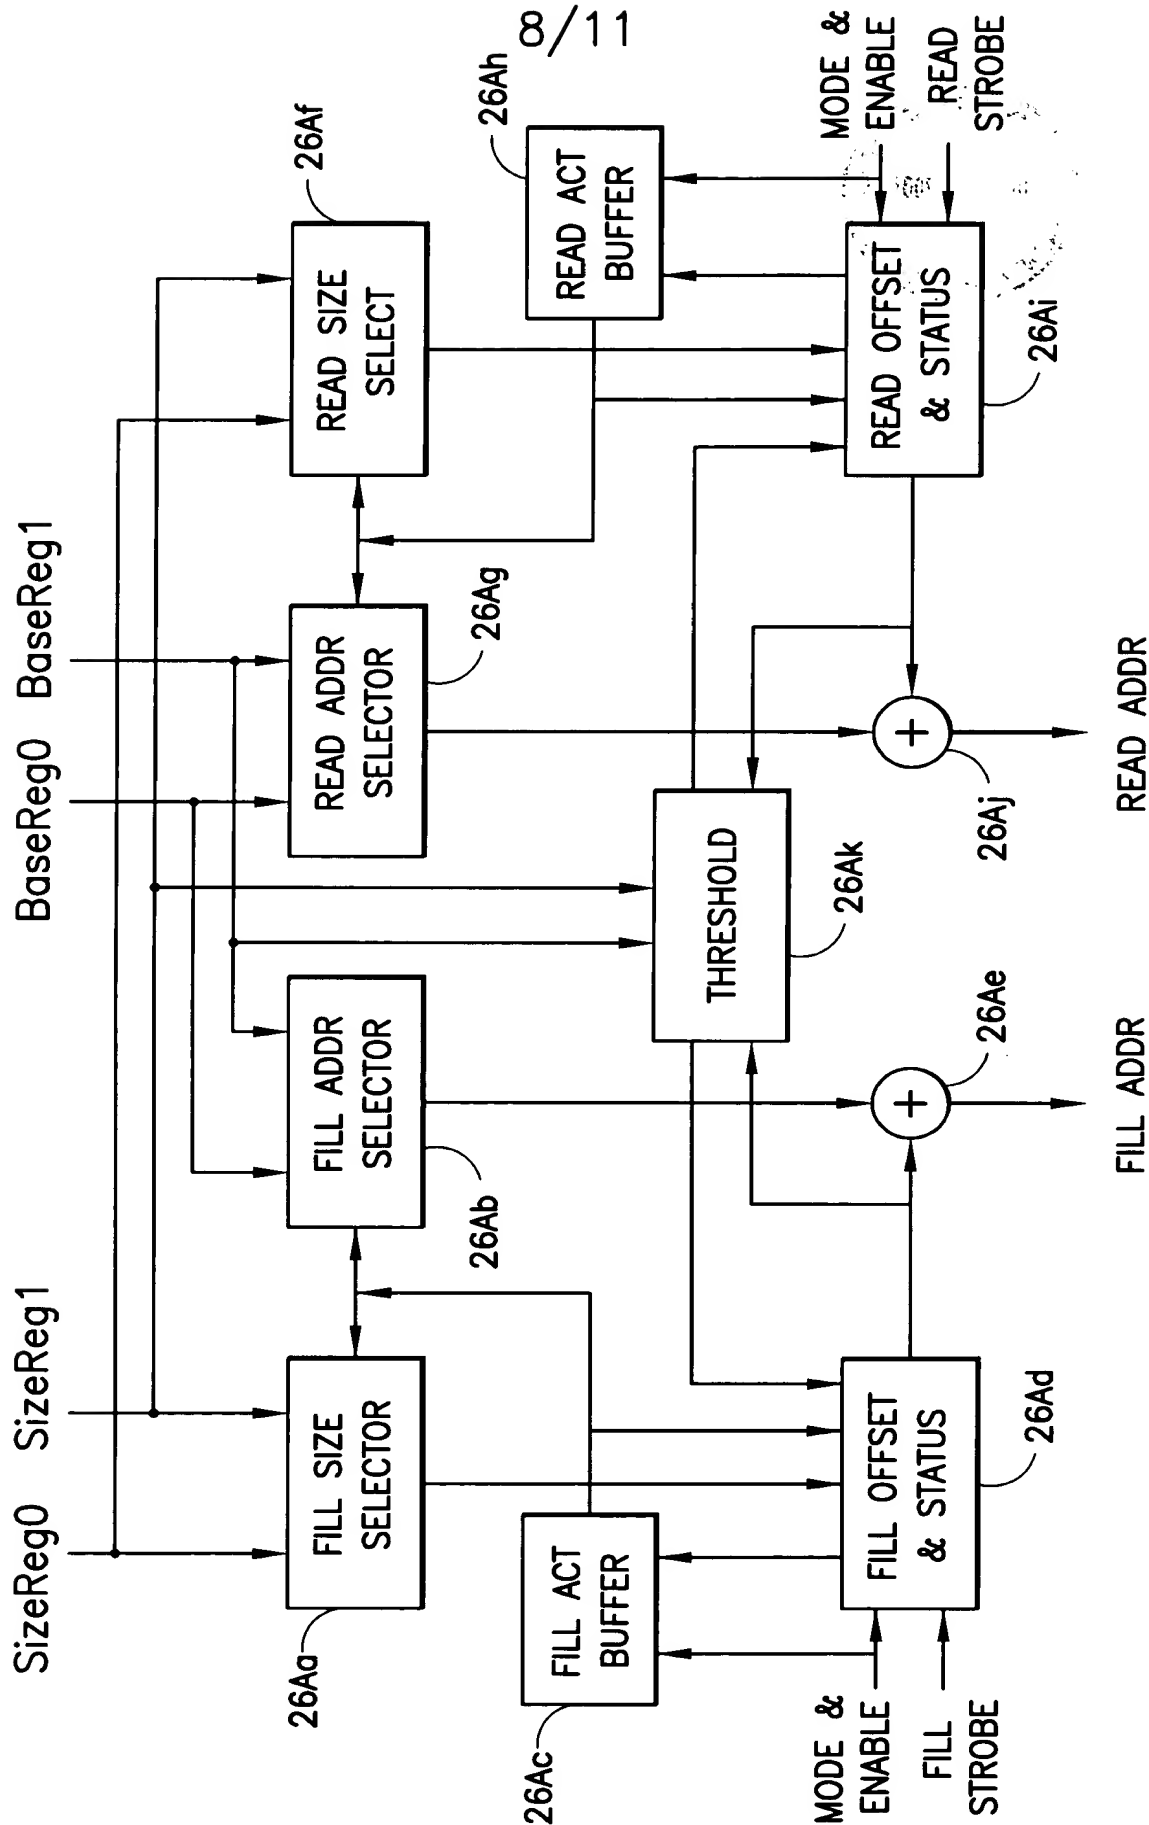 8/11
SizeReg0
SizeReg1
BaseReg0
BaseReg1
FILL SIZE
SELECTOR
26Aa
FILL ADDR
SELECTOR
26Ab
READ ADDR
SELECTOR
26Ag
READ SIZE
SELECT
26Af
FILL ACT
BUFFER
26Ac
THRESHOLD
26Ak
READ ACT
BUFFER
26Ah
MODE &
ENABLE
FILL
STROBE
FILL OFFSET
& STATUS
26Ad
+
26Ae
+
26Aj
READ OFFSET
& STATUS
26Ai
MODE &
ENABLE
READ
STROBE
FILL ADDR
READ ADDR